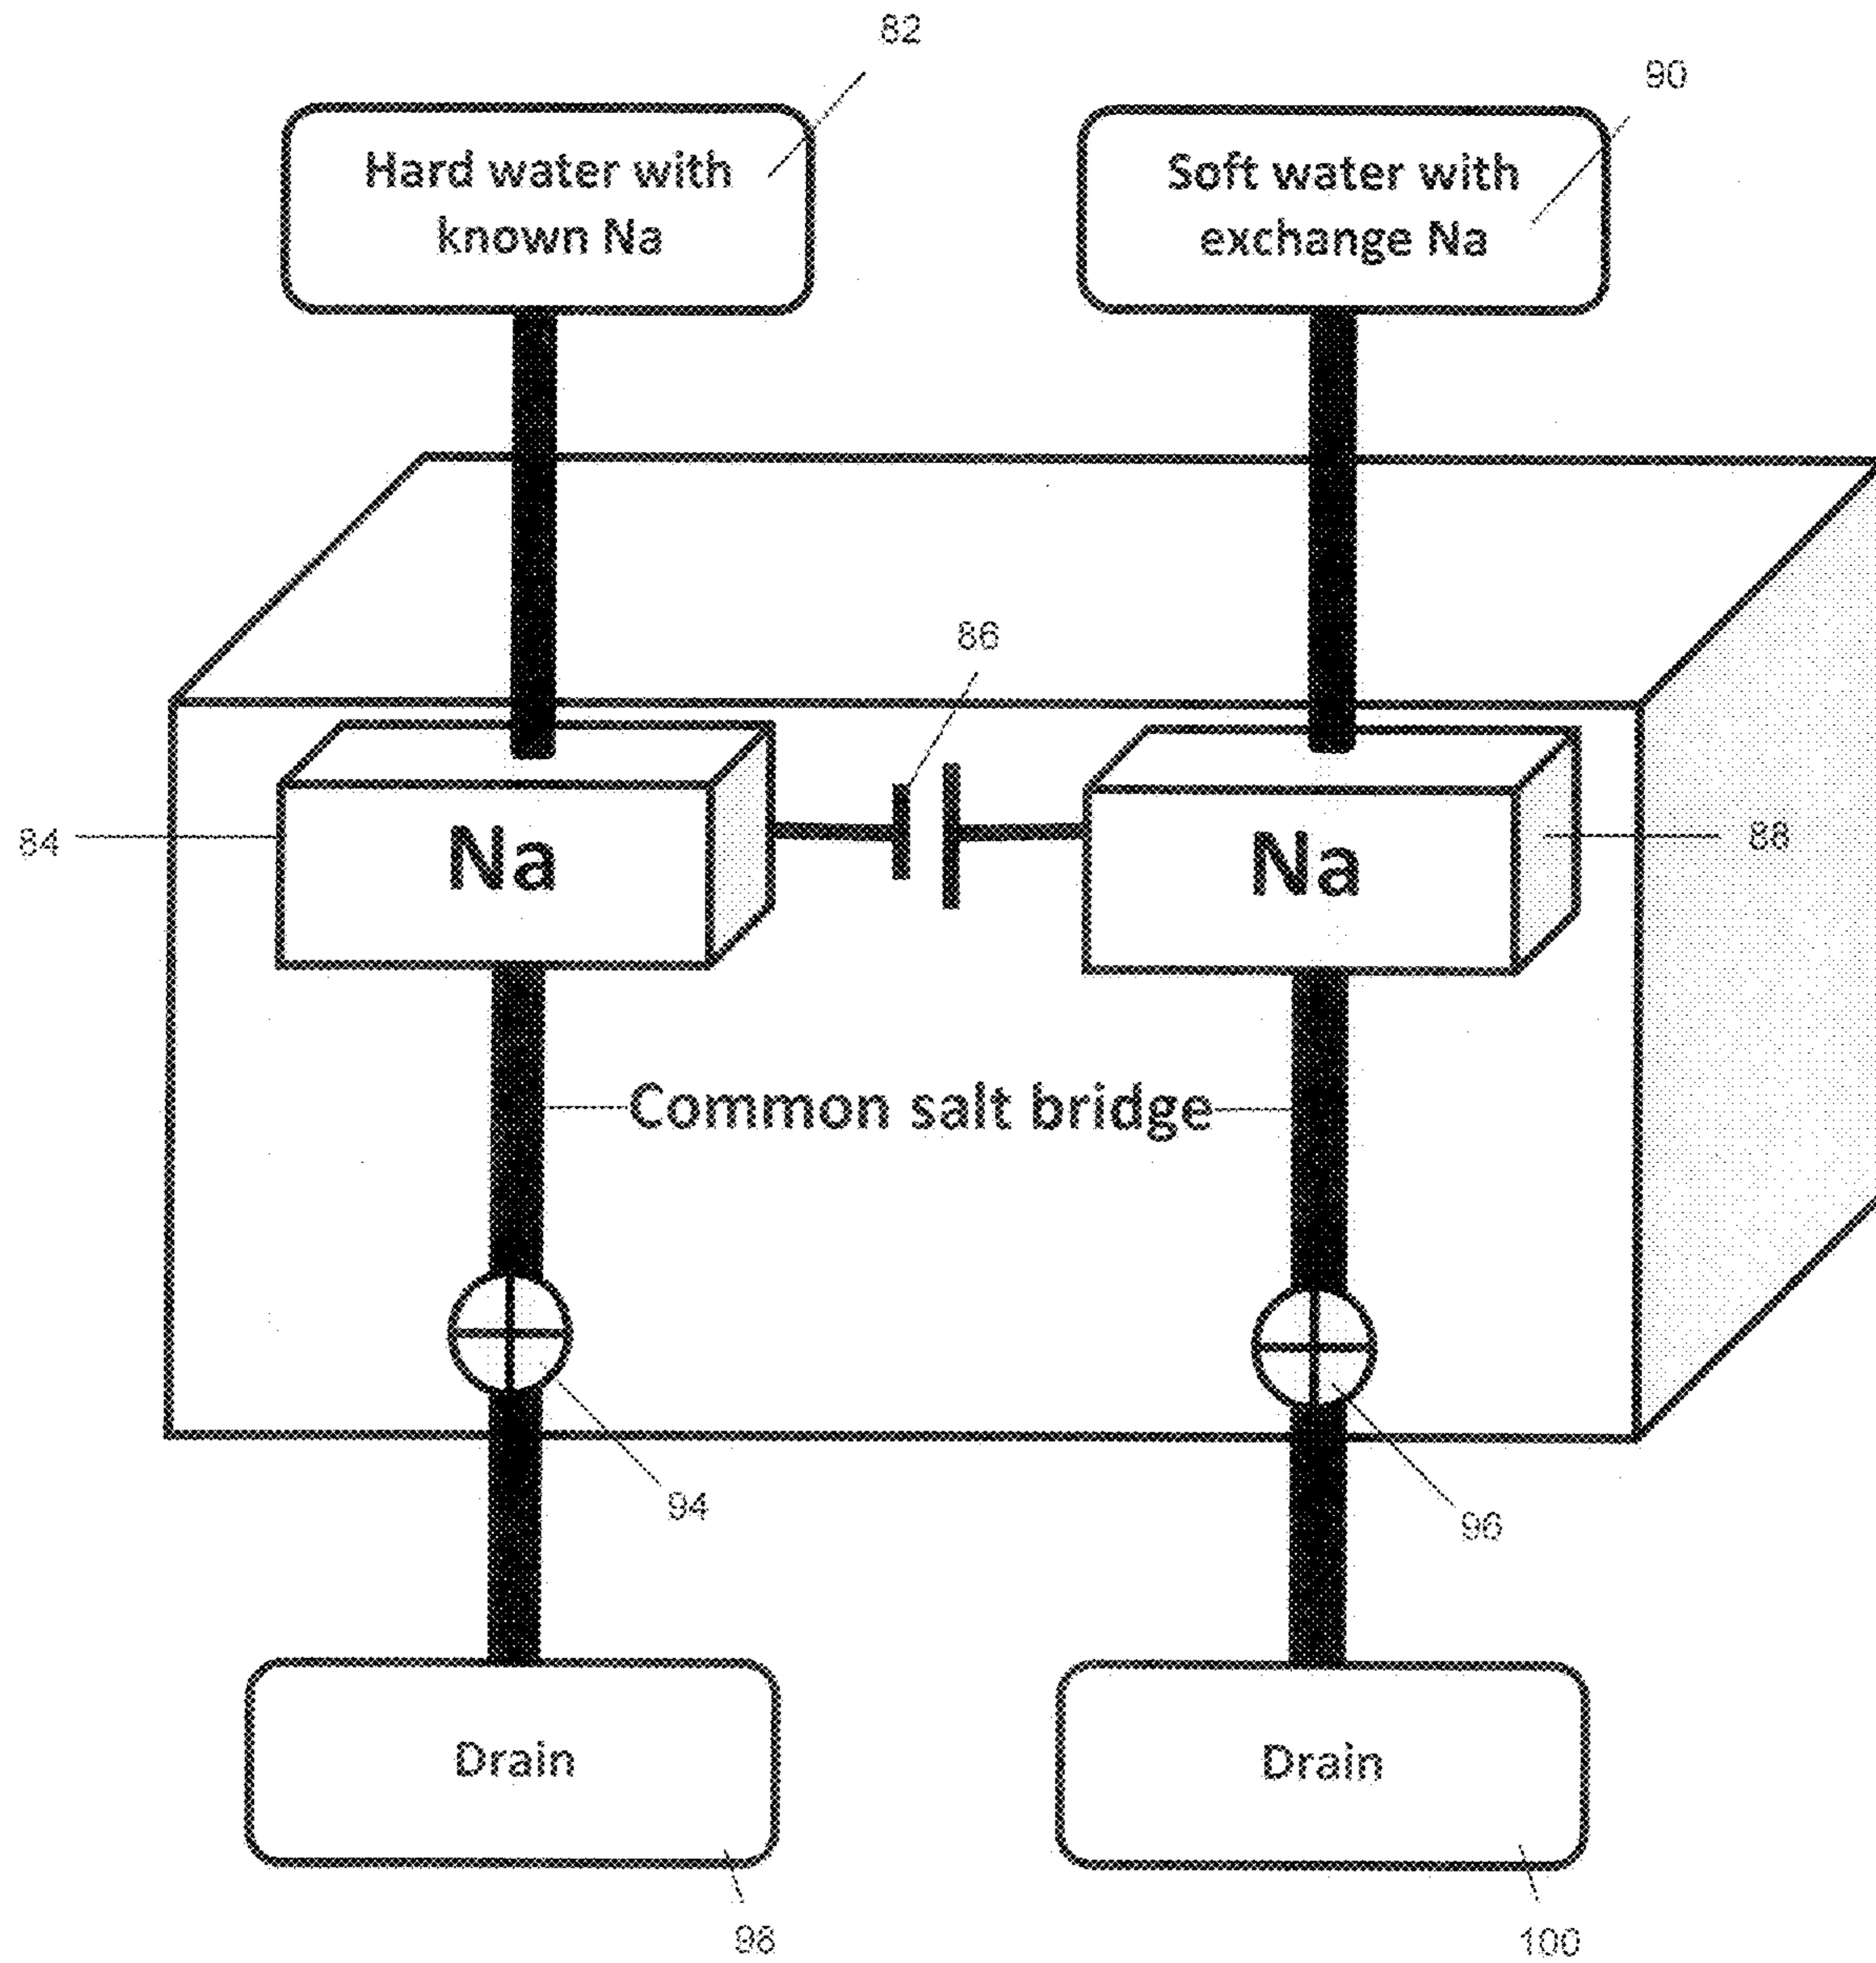 82
90
Hard water with
known Na
Soft water with
exchange Na
86
84
Na
Na
88
Common salt bridge
94
96
Drain
Drain
98
100